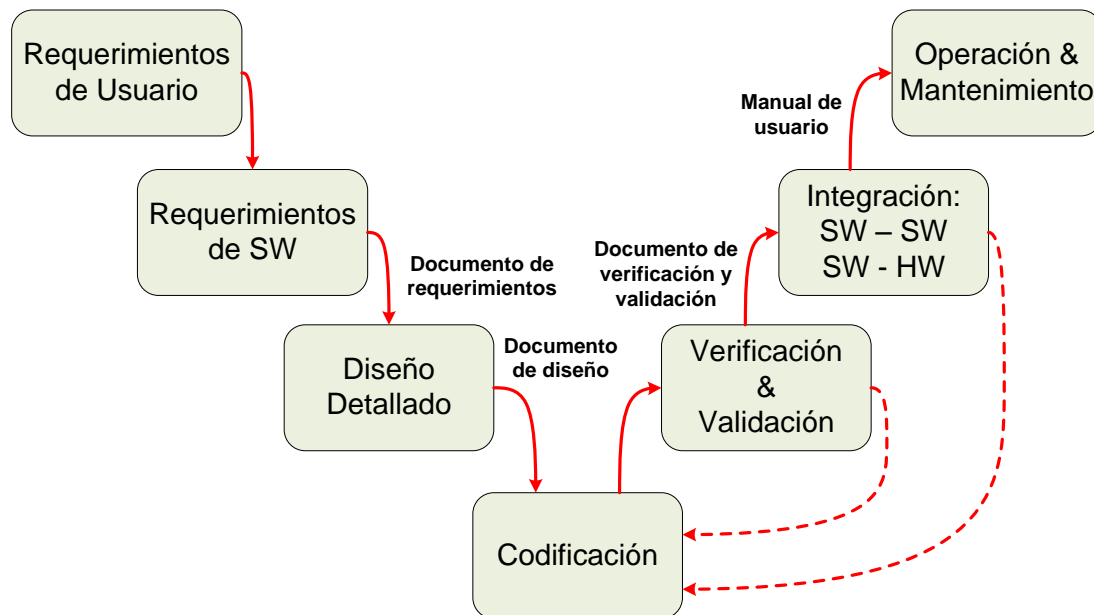 Requerimientos
de Usuario
Operación &
Mantenimiento
Manual de
usuario
Requerimientos
de SW
Integración:
SW – SW
SW - HW
Documento de
requerimientos
Documento de
verificación y
validación
Diseño
Detallado
Documento
de diseño
Verificación
&
Validación
Codificación